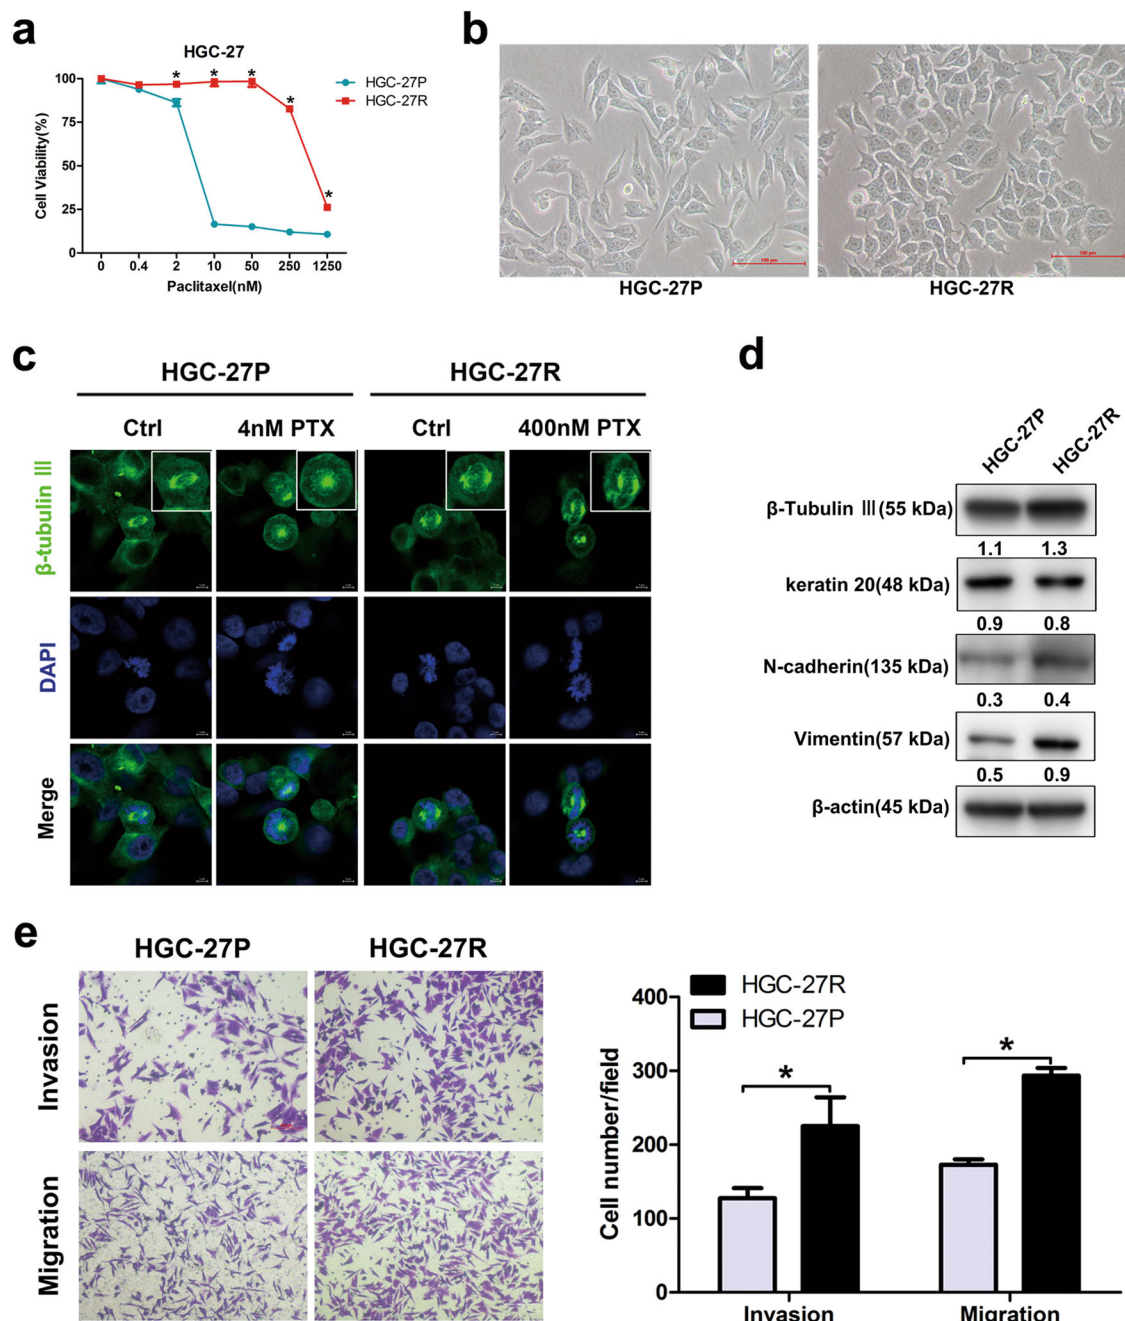 a
HGC-27
100
75
50
25
0
Cell Viability(%)
* * * * *
0 0.4 2 10 50 250 1250
Paclitaxel(nM)
HGC-27P
HGC-27R
b
100 μm
100 μm
HGC-27P HGC-27R
c
HGC-27P HGC-27R
Ctrl 4nM PTX Ctrl 400nM PTX
β-tubulin Ⅲ
DAPI
Merge
d
HGC-27P HGC-27R
β-Tubulin Ⅲ(55 kDa)
1.1 1.3
keratin 20(48 kDa)
0.9 0.8
N-cadherin(135 kDa)
0.3 0.4
Vimentin(57 kDa)
0.5 0.9
β-actin(45 kDa)
e
HGC-27P HGC-27R
Invasion
Migration
HGC-27R
HGC-27P
400
300
200
100
0
Cell number/field
* *
Invasion Migration